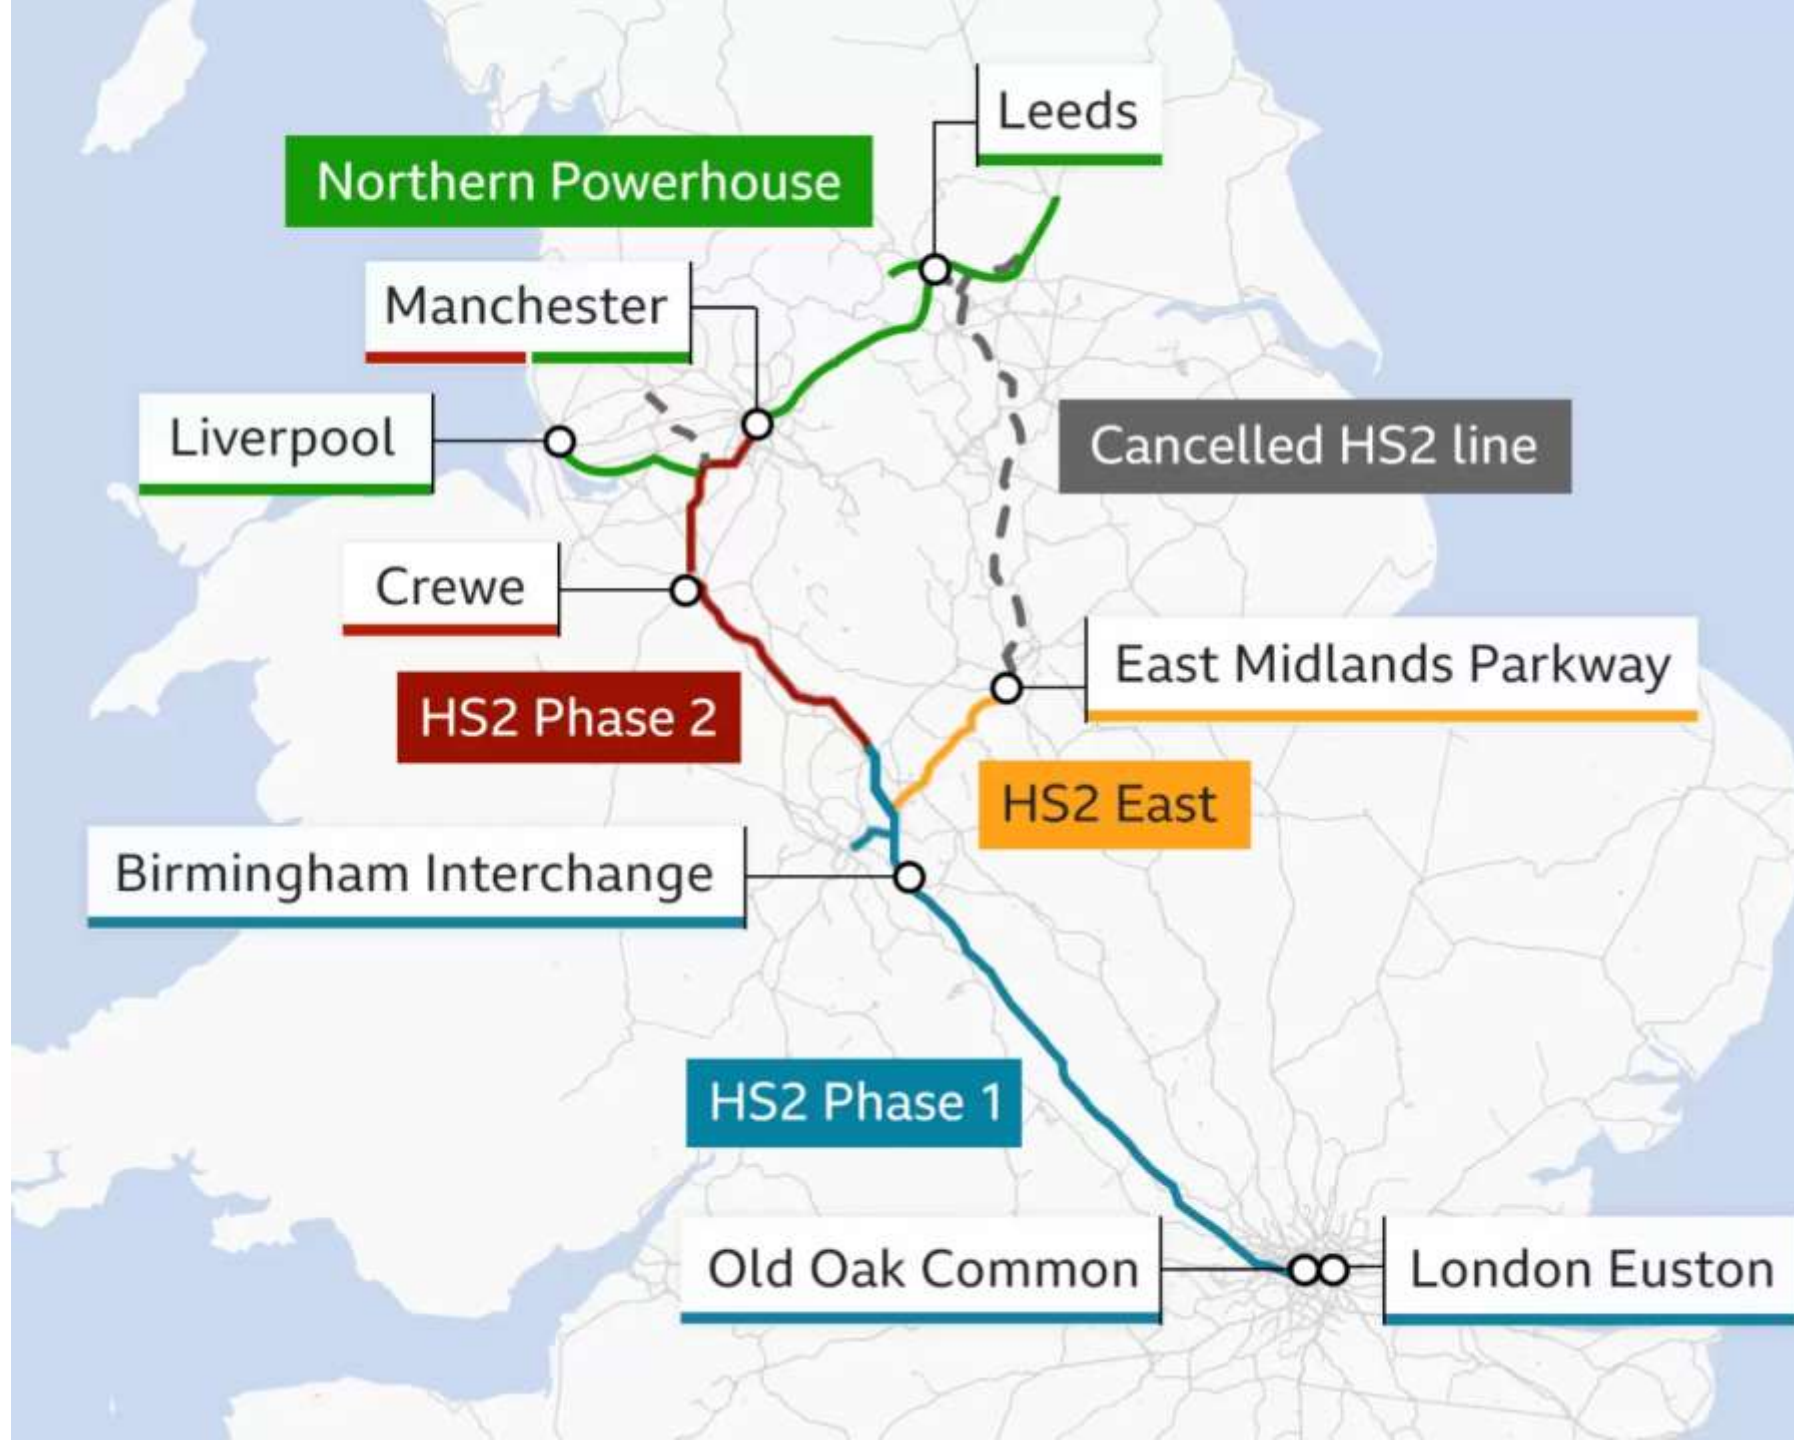 Leeds
Northern Powerhouse
Manchester
Liverpool
Cancelled HS2 line
Crewe
East Midlands Parkway
HS2 Phase 2
HS2 East
Birmingham Interchange
HS2 Phase 1
Old Oak Common
London Euston